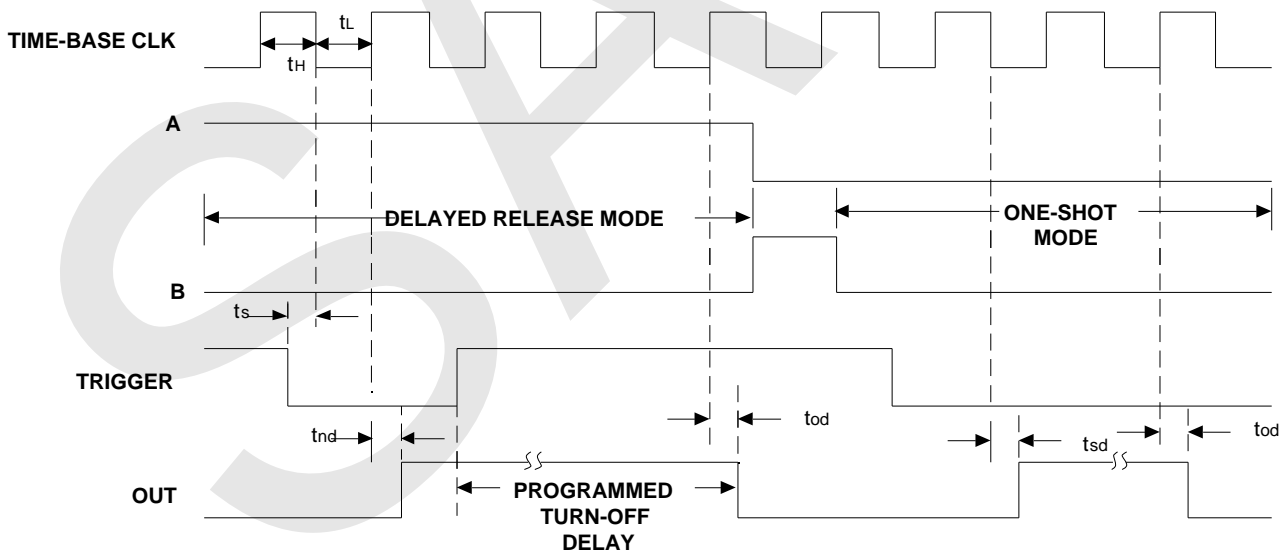 tL
TIME-BASE CLK
tH
A
DELAYED RELEASE MODE
ONE-SHOT
MODE
B
ts
TRIGGER
tnd
tod
tsd
tod
OUT
PROGRAMMED
TURN-OFF
DELAY